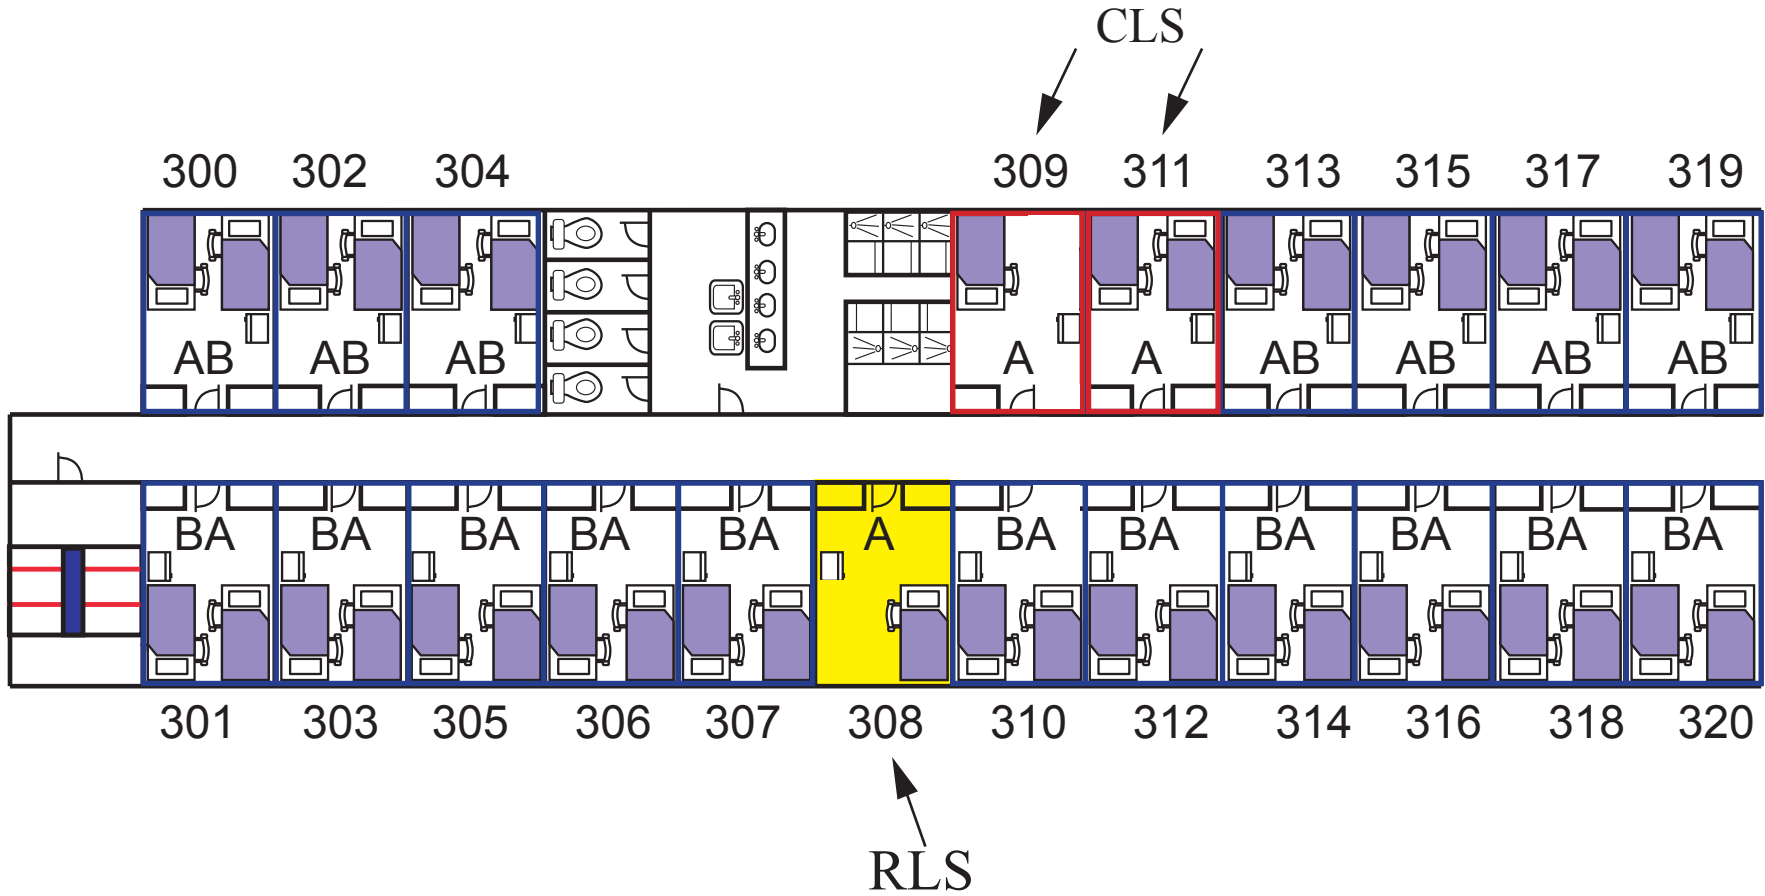 CLS
300 302 304 309 311 313 315 317 319
AB AB AB A A AB AB AB AB
BA BA BA BA BA A BA BA BA BA BA BA
301 303 305 306 307 308 310 312 314 316 318 320
RLS